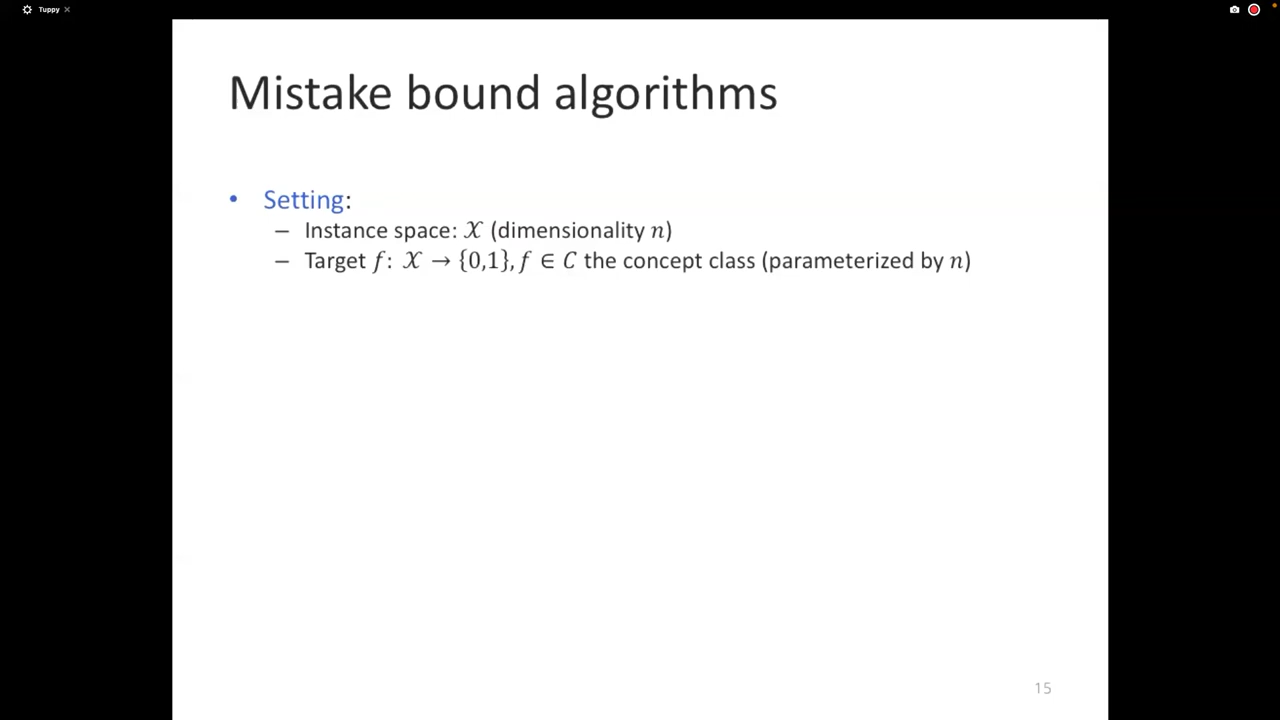 Tuppy ×
Mistake bound algorithms
• Setting:
– Instance space: 𝒳 (dimensionality 𝑛)
– Target 𝑓: 𝒳 → {0,1}, 𝑓 ∈ 𝐶 the concept class (parameterized by 𝑛)
15